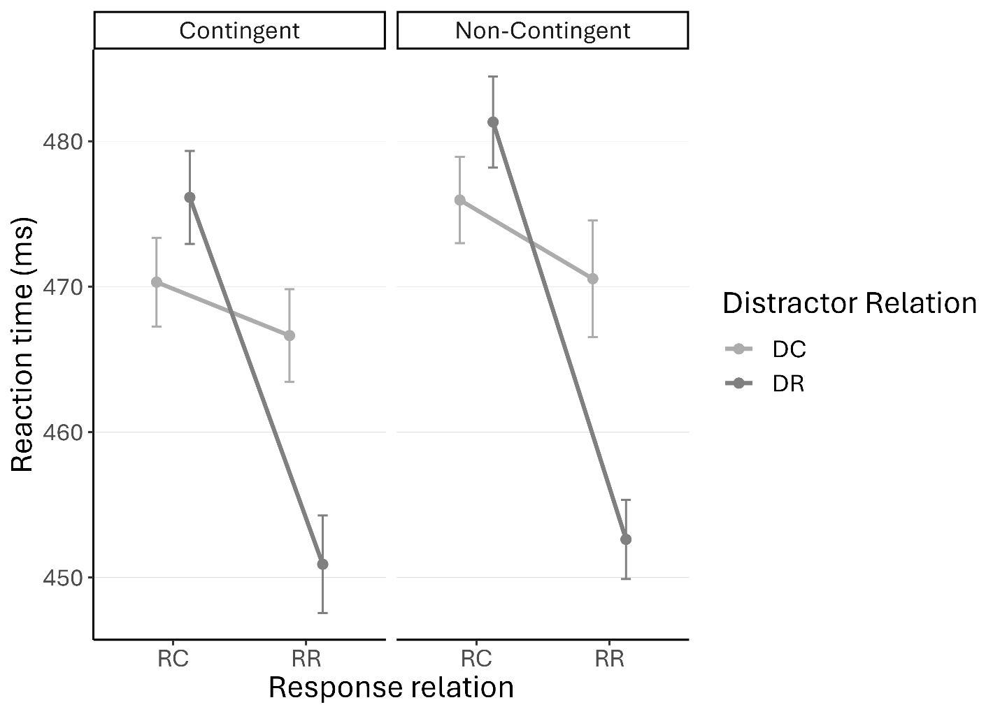 Contingent
Non-Contingent
Reaction time (ms)
480
470
460
450
RC
RR
RC
RR
Response relation
Distractor Relation
DC
DR